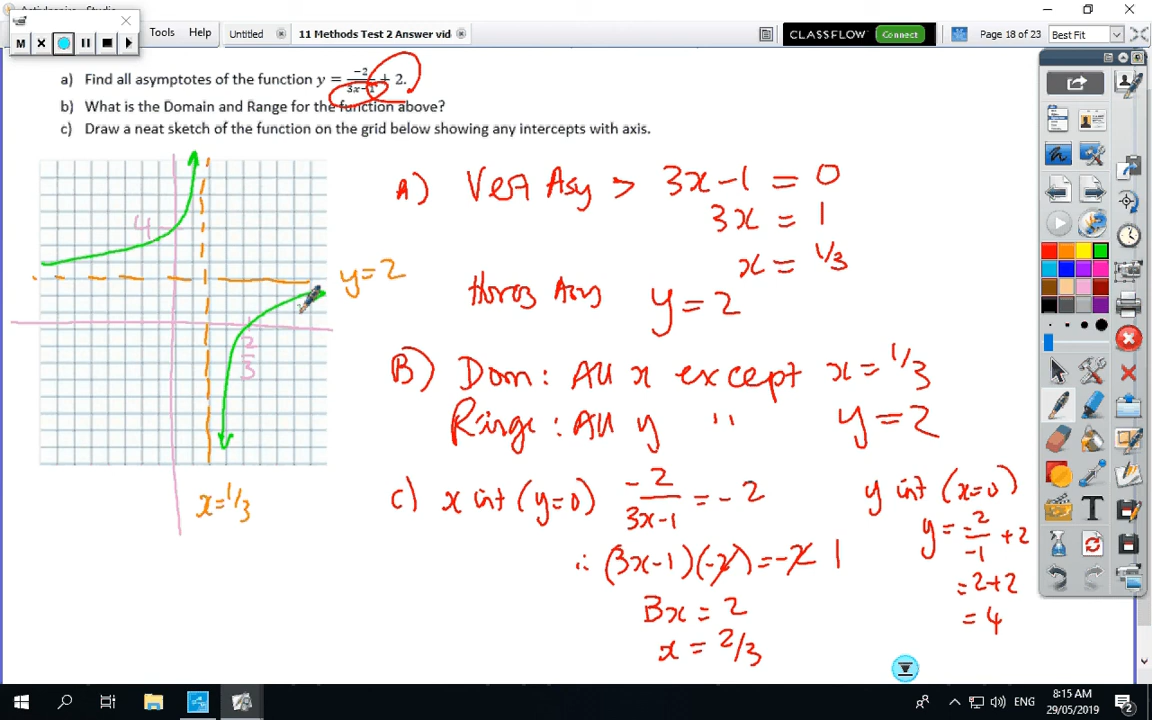 Tools Help Untitled 11 Methods Test 2 Answer vid CLASSFLOW Connect Page 18 of 23 Best Fit
M
a) Find all asymptotes of the function y = -2/3x-1 + 2.
b) What is the Domain and Range for the function above?
c) Draw a neat sketch of the function on the grid below showing any intercepts with axis.
4
y=2
2/3
x=1/3
A) Vert Asy > 3x-1 = 0
3x = 1
x = 1/3
Horoz Asy y=2
B) Dom: All x except x=1/3
Range: All y " y=2
c) x int (y=0) -2/3x-1 = -2
∴ (3x-1)(-2) = -2 1
3x = 2
x = 2/3
y int (x=0)
y = -2/-1 +2
= 2+2
= 4
T
ENG
8:15 AM
29/05/2019
2